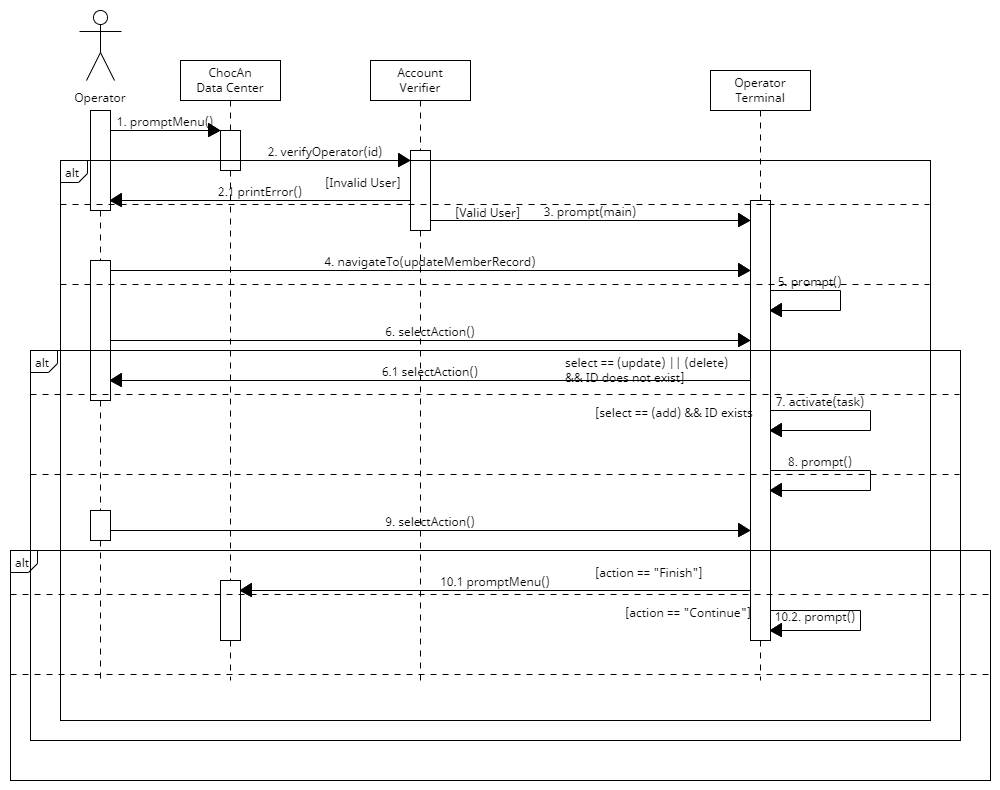 Operator
ChocAn
Data Center
Account
Verifier
Operator
Terminal
1. promptMenu()
2. verifyOperator(id)
alt
[Invalid User]
2.1 printError()
[Valid User]
3. prompt(main)
4. navigateTo(updateMemberRecord)
5. prompt()
6. selectAction()
alt
select == (update) || (delete)
&& ID does not exist]
6.1 selectAction()
7. activate(task)
[select == (add) && ID exists
8. prompt()
9. selectAction()
alt
[action == "Finish"]
10.1 promptMenu()
[action == "Continue"]
10.2. prompt()